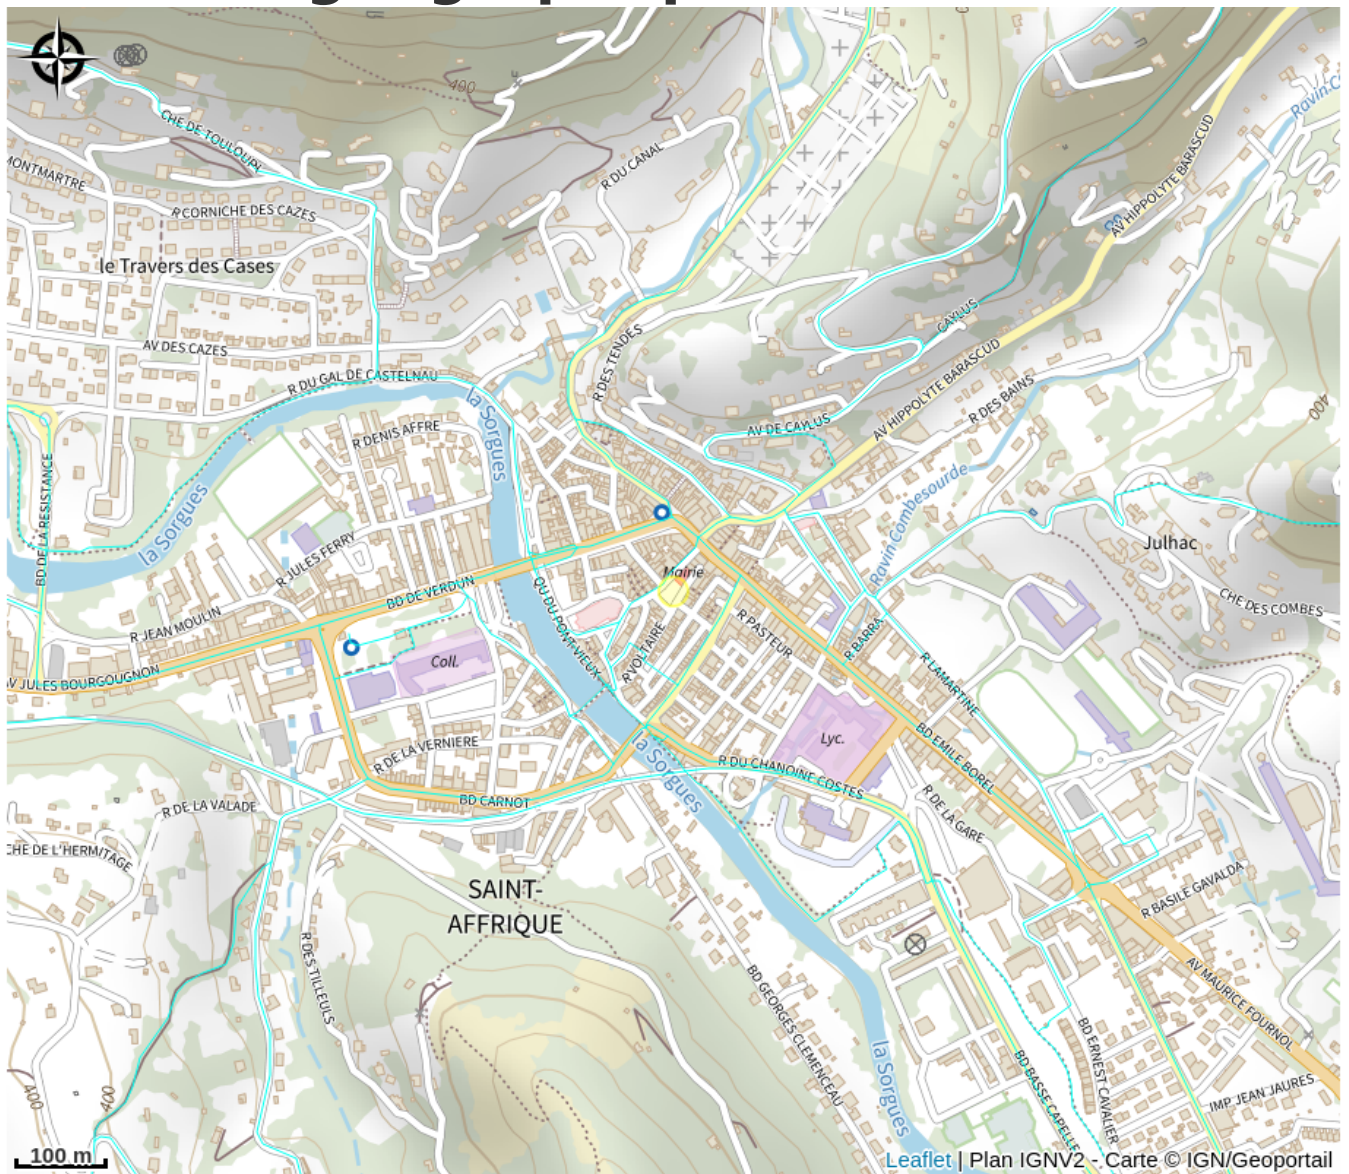 400
CHE DE TOULOUPI
MONTMARTRE
R CORNICHE DES CAZES
R DU CANAL
Ravin C
AV HIPPOLYTE BARASCUD
le Travers des Cases
AV DES CAZES
R DES TENDES
CAYLUS
R DU GAL DE CASTELNAU
AV HIPPOLYTE BARASCUD
R DES BAINS
400
la Sorgues
R DENIS AFFRE
AV DE CAYLUS
BD DE LA RESISTANCE
la Sorgues
Ravin Combesourde
R JULES FERRY
Julhac
Mairie
BD DE VERDUN
QU DU PONT VIEUX
CHE DES COMBES
R JEAN MOULIN
R PASTEUR
R BARRA
R VOLTAIRE
Coll.
R LAMARTINE
AV JULES BOURGOUGNON
Lyc.
R DE LA VERNIERE
la Sorgues
BD EMILE BOREL
R DU CHANOINE COSTES
R DE LA VALADE
BD CARNOT
R DE LA GARE
CHE DE L'HERMITAGE
SAINT-
AFFRIQUE
R BASILE GAVALDA
R DES TILLEULS
BD GEORGES CLEMENCEAU
AV MAURICE FOURNOL
BD ERNEST CAVALIER
la Sorgues
BD BASSE CAPELLE
400
400
IMP JEAN JAURES
100 m
Leaflet | Plan IGNV2 - Carte © IGN/Geoportail